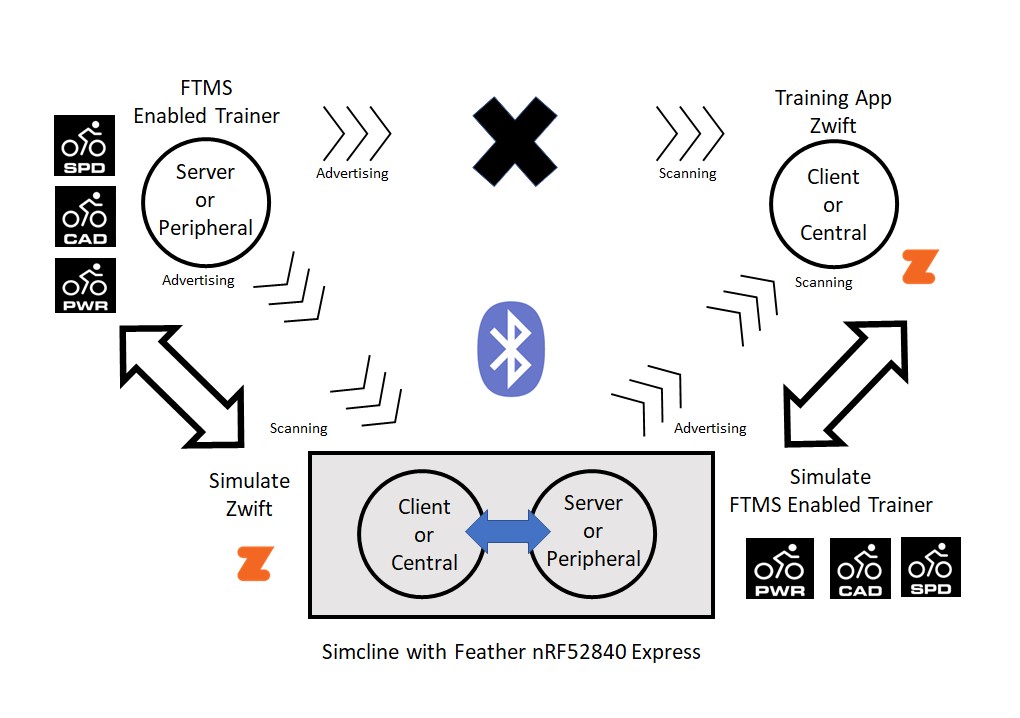 FTMS
Enabled Trainer
Training App
Zwift
SPD
CAD
PWR
Server
or
Peripheral
Advertising
Scanning
Client
or
Central
Advertising
Scanning
Scanning
Advertising
Simulate
Zwift
Client
or
Central
Server
or
Peripheral
Simulate
FTMS Enabled Trainer
PWR
CAD
SPD
Simcline with Feather nRF52840 Express